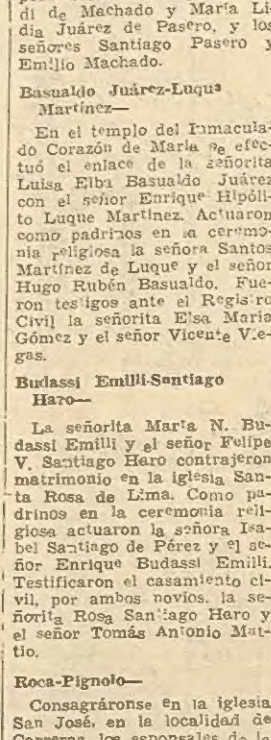 di de Machado y María Li-
dia Juárez de Pasero, y los
señores Santiago Pasero y
Emilio Machado.
Basualdo Juárez-Luque
Martínez—
En el templo del Inmacula-
do Corazón de María se efec-
tuó el enlace de la señorita
Luisa Elba Basualdo Juárez
con el señor Enrique Hipóli-
to Luque Martínez. Actuaron
como padrinos en la ceremo-
nia religiosa la señora Santos
Martínez de Luque y el señor
Hugo Rubén Basualdo. Fue-
ron testigos ante el Registro
Civil la señorita Elsa María
Gómez y el señor Vicente Vie-
gas.
Budassi Emilli-Santiago
Haro—
La señorita María N. Bu-
dassi Emilli y el señor Felipe
V. Santiago Haro contrajeron
matrimonio en la iglesia San-
ta Rosa de Lima. Como pa-
drinos en la ceremonia reli-
giosa actuaron la señora Isa-
bel Santiago de Pérez y el se-
ñor Enrique Budassi Emilli.
Testificaron el casamiento ci-
vil, por ambos novios, la se-
ñorita Rosa Santiago Haro y
el señor Tomás Antonio Mat-
tio.
Roca-Pignolo—
Consagráronse en la iglesia
San José, en la localidad de
los esponsales de la